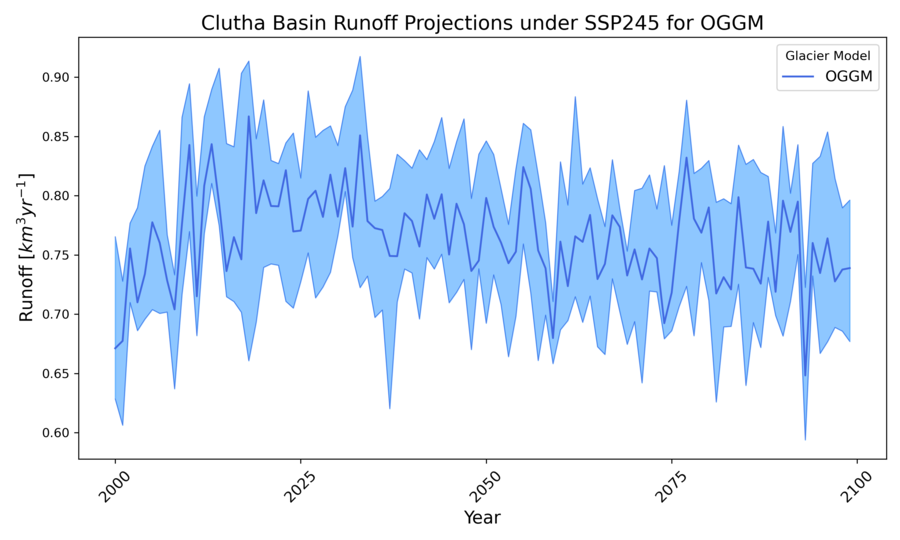 Clutha Basin Runoff Projections under SSP245 for OGGM
Glacier Model
OGGM
Runoff [km³yr⁻¹]
0.90
0.85
0.80
0.75
0.70
0.65
0.60
2000
2025
2050
2075
2100
Year